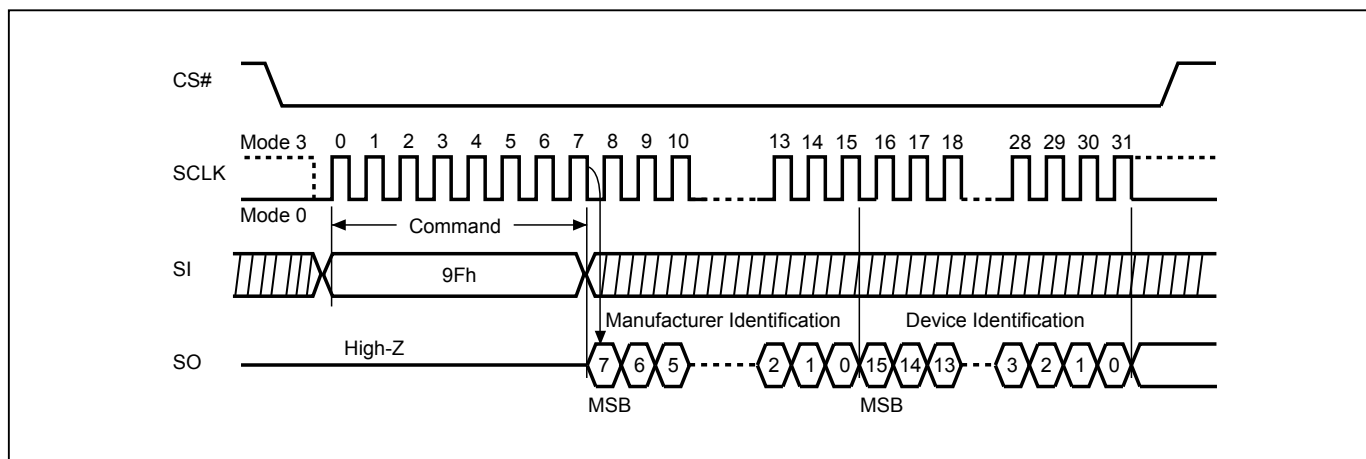 CS#
Mode 3 0 1 2 3 4 5 6 7 8 9 10 13 14 15 16 17 18 28 29 30 31
SCLK
Mode 0
Command
SI
9Fh
Manufacturer Identification Device Identification
High-Z
SO
7 6 5 2 1 0 15 14 13 3 2 1 0
MSB MSB